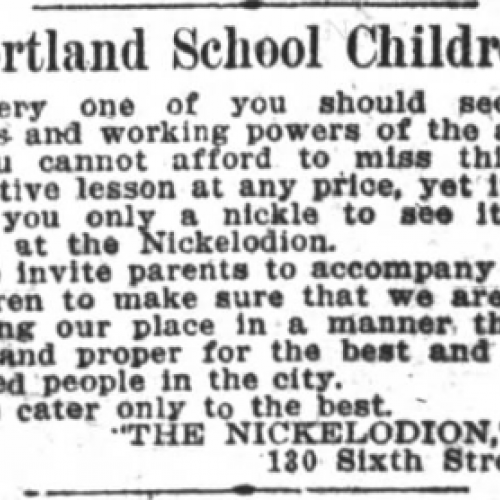 rtland School Childr
ery one of you should see
s and working powers of the
u cannot afford to miss thi
tive lesson at any price, yet i
you only a nickle to see it
at the Nickelodion.
invite parents to accompany
ren to make sure that we are
ng our place in a manner th
and proper for the best and
ed people in the city.
cater only to the best.
"THE NICKELODION,"
130 Sixth Stre